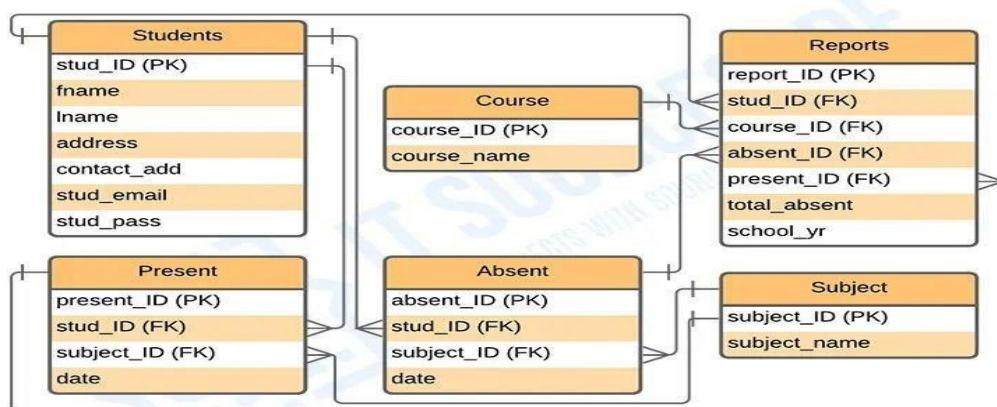 Students
stud_ID (PK)
fname
lname
address
contact_add
stud_email
stud_pass
Course
course_ID (PK)
course_name
Reports
report_ID (PK)
stud_ID (FK)
course_ID (FK)
absent_ID (FK)
present_ID (FK)
total_absent
school_yr
Present
present_ID (PK)
stud_ID (FK)
subject_ID (FK)
date
Absent
absent_ID (PK)
stud_ID (FK)
subject_ID (FK)
date
Subject
subject_ID (PK)
subject_name